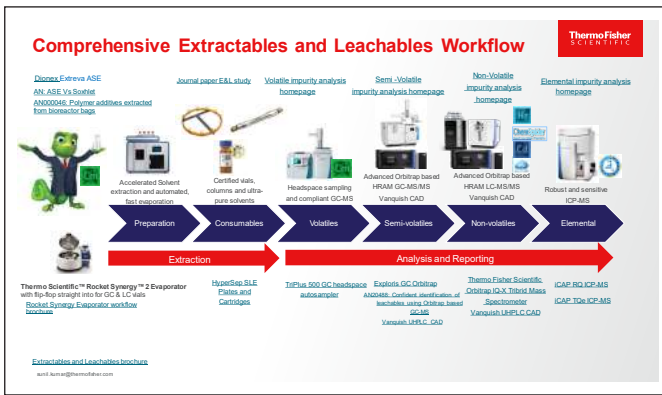 Comprehensive Extractables and Leachables Workflow
ThermoFisher
SCIENTIFIC
Dionex Extreva ASE
AN: ASE Vs Soxhlet
AN000046: Polymer additives extracted
from bioreactor bags
Journal paper E&L study
Volatile impurity analysis
homepage
Semi -Volatile
impurity analysis homepage
Non-Volatile
impurity analysis
homepage
Elemental impurity analysis
homepage
Accelerated Solvent
extraction and automated,
fast evaporation
Certified vials,
columns and ultra-
pure solvents
Headspace sampling
and compliant GC-MS
Advanced Orbitrap based
HRAM GC-MS/MS
Vanquish CAD
Advanced Orbitrap based
HRAM LC-MS/MS
Vanquish CAD
Robust and sensitive
ICP-MS
Preparation
Consumables
Volatiles
Semi-volatiles
Non-volatiles
Elemental
Extraction
Analysis and Reporting
Thermo Scientific™ Rocket Synergy™ 2 Evaporator
with flip-flop straight into for GC & LC vials
Rocket Synergy Evaporator workflow
brochure
HyperSep SLE
Plates and
Cartridges
TriPlus 500 GC headspace
autosampler
Exploris GC Orbitrap
AN20488: Confident identification of
leachables using Orbitrap based
GC-MS
Vanquish UHPLC CAD
Thermo Fisher Scientific
Orbitrap IQ-X Tribrid Mass
Spectrometer
Vanquish UHPLC CAD
iCAP RQ ICP-MS
iCAP TQe ICP-MS
Extractables and Leachables brochure
sunil.kumar@thermofisher.com